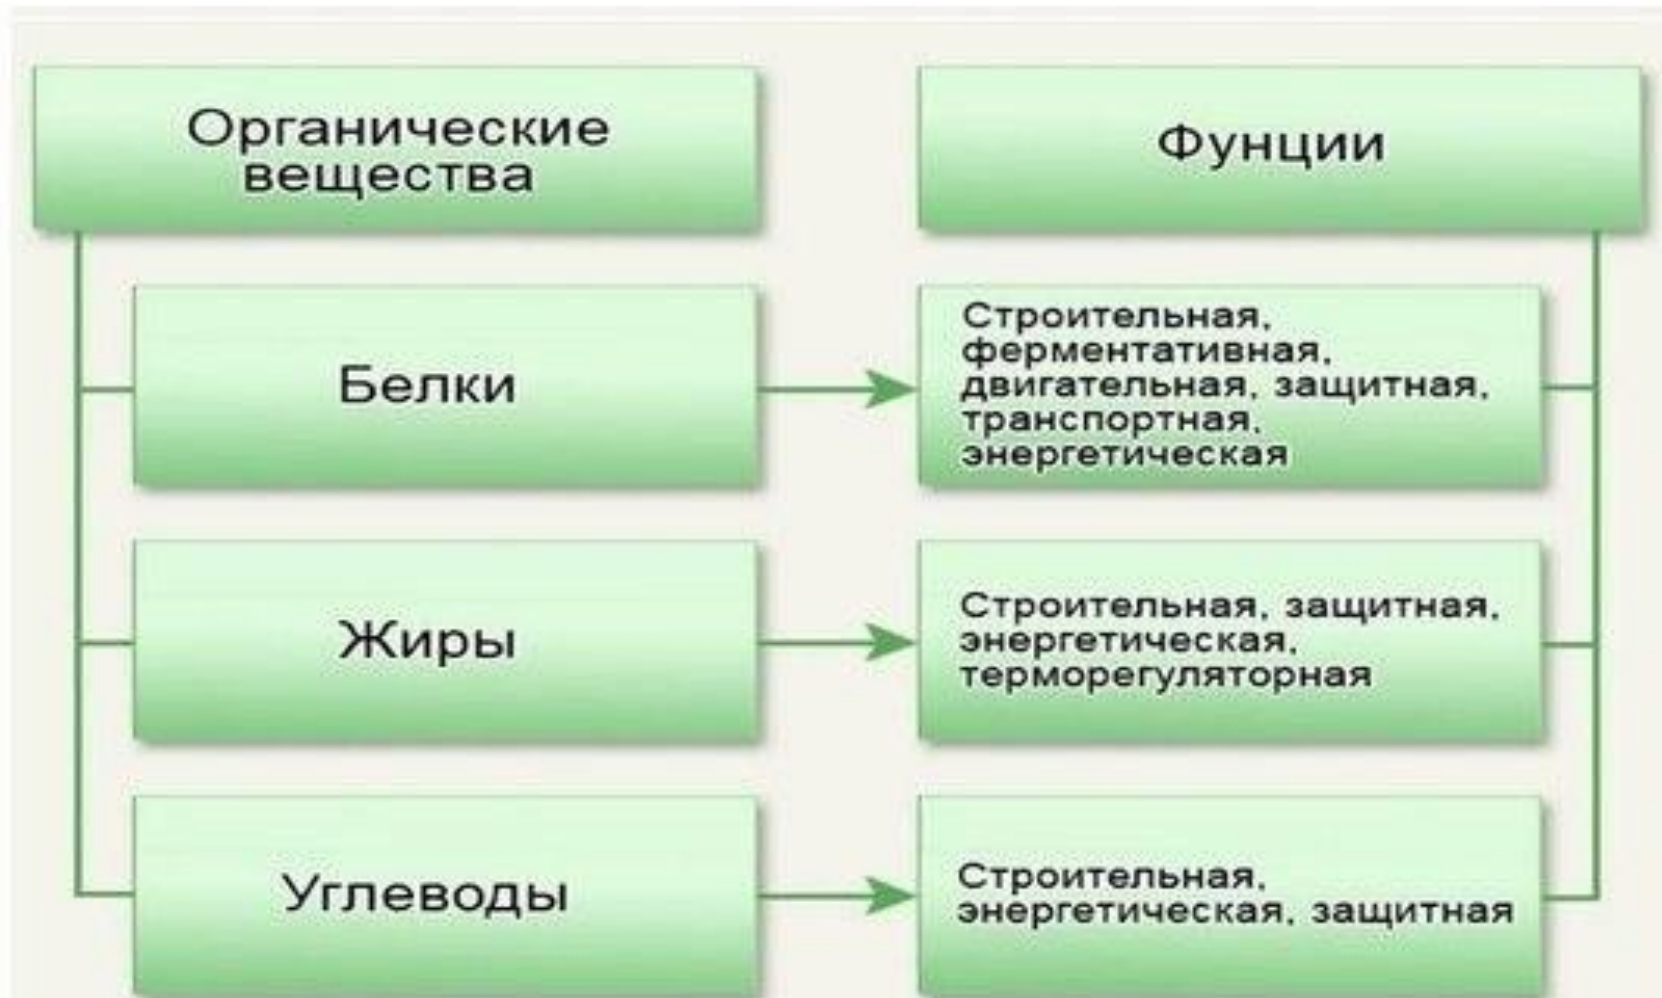 Органические
вещества
Фунции
Белки
Строительная,
ферментативная,
двигательная, защитная,
транспортная,
энергетическая
Жиры
Строительная, защитная,
энергетическая,
терморегуляторная
Углеводы
Строительная,
энергетическая, защитная